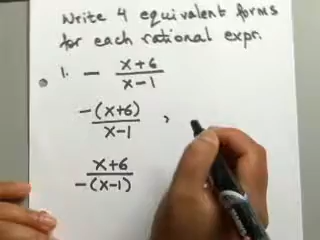 Write 4 equivalent forms
for each rational expr.
1. - x+6 / x-1
-(x+6) / x-1 ,
x+6 / -(x-1)